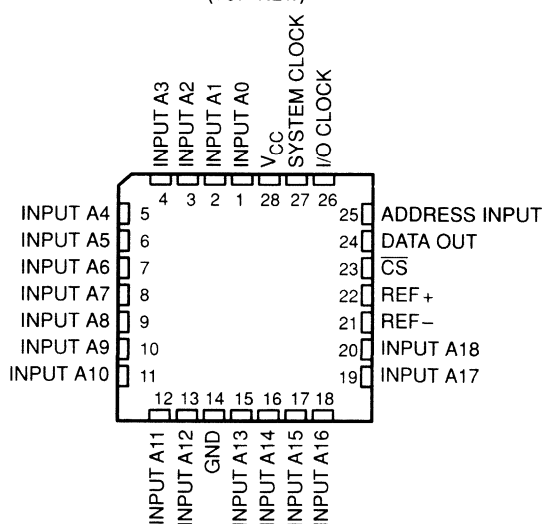 INPUT A3
INPUT A2
INPUT A1
INPUT A0
VCC
SYSTEM CLOCK
I/O CLOCK
4 3 2 1 28 27 26
INPUT A4 5
INPUT A5 6
INPUT A6 7
INPUT A7 8
INPUT A8 9
INPUT A9 10
INPUT A10 11
25 ADDRESS INPUT
24 DATA OUT
23 C̅S̅
22 REF+
21 REF−
20 INPUT A18
19 INPUT A17
12 13 14 15 16 17 18
INPUT A11
INPUT A12
GND
INPUT A13
INPUT A14
INPUT A15
INPUT A16